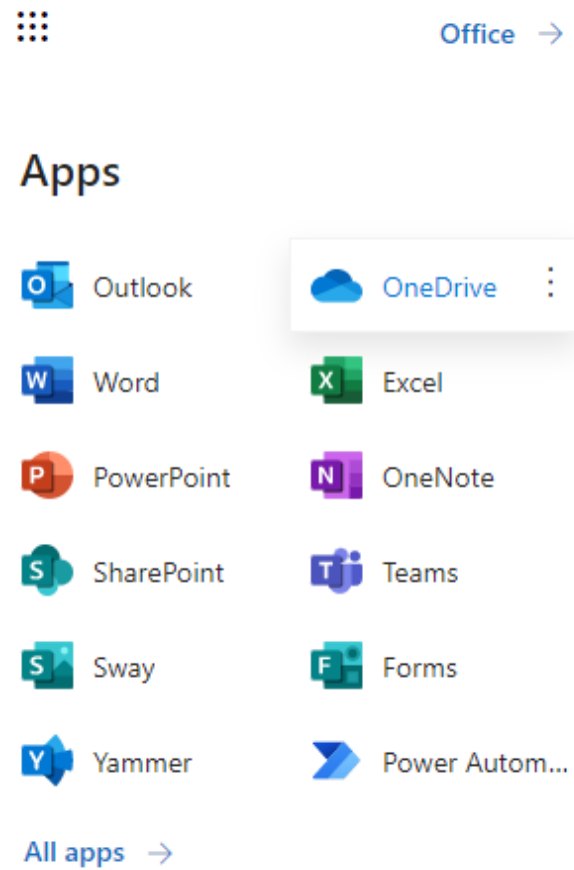 Office
Apps
Outlook
OneDrive
Word
Excel
PowerPoint
OneNote
SharePoint
Teams
Sway
Forms
Yammer
Power Autom...
All apps